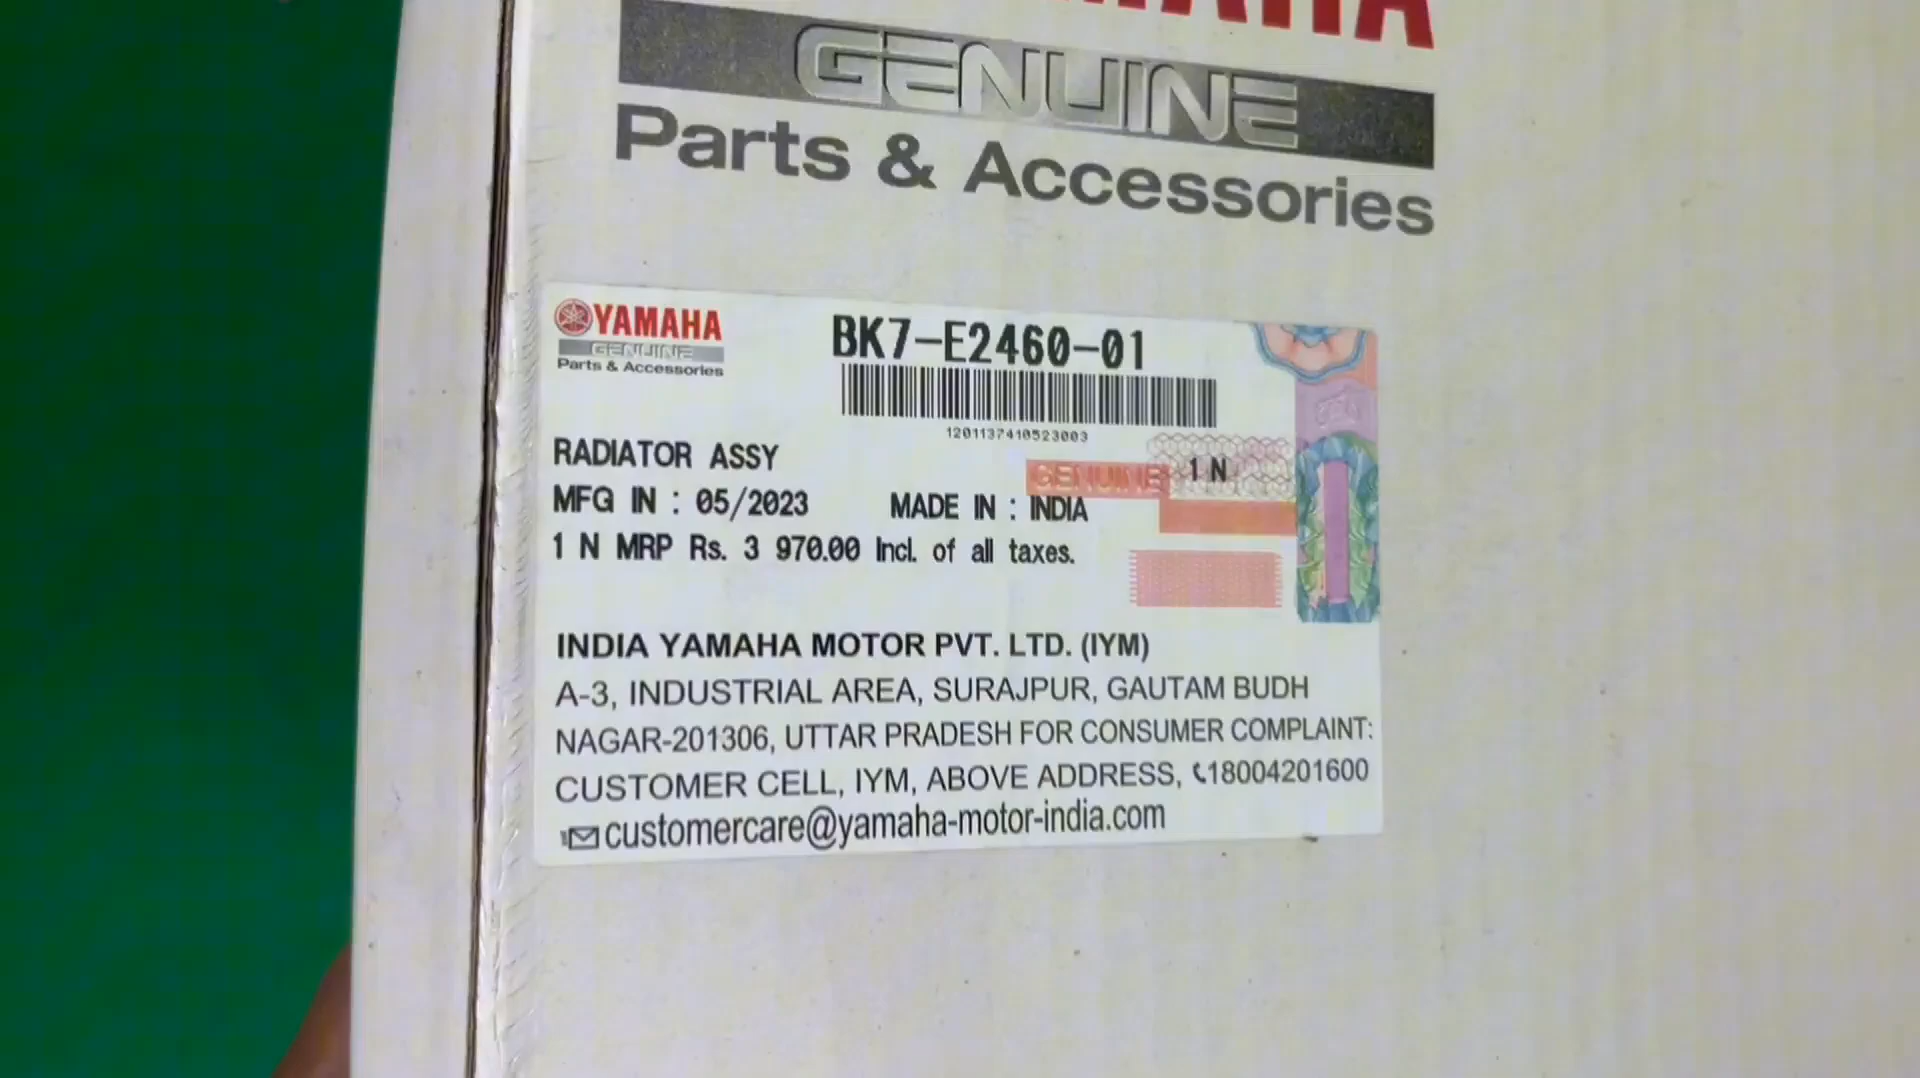 YAMAHA
GENUINE
Parts & Accessories
YAMAHA
GENUINE
Parts & Accessories
BK7-E2460-01
1201137410523003
RADIATOR ASSY
GENUINE 1 N
MFG IN : 05/2023 MADE IN : INDIA
1 N MRP Rs. 3 970.00 Incl. of all taxes.
INDIA YAMAHA MOTOR PVT. LTD. (IYM)
A-3, INDUSTRIAL AREA, SURAJPUR, GAUTAM BUDH
NAGAR-201306, UTTAR PRADESH FOR CONSUMER COMPLAINT:
CUSTOMER CELL, IYM, ABOVE ADDRESS, 18004201600
customercare@yamaha-motor-india.com